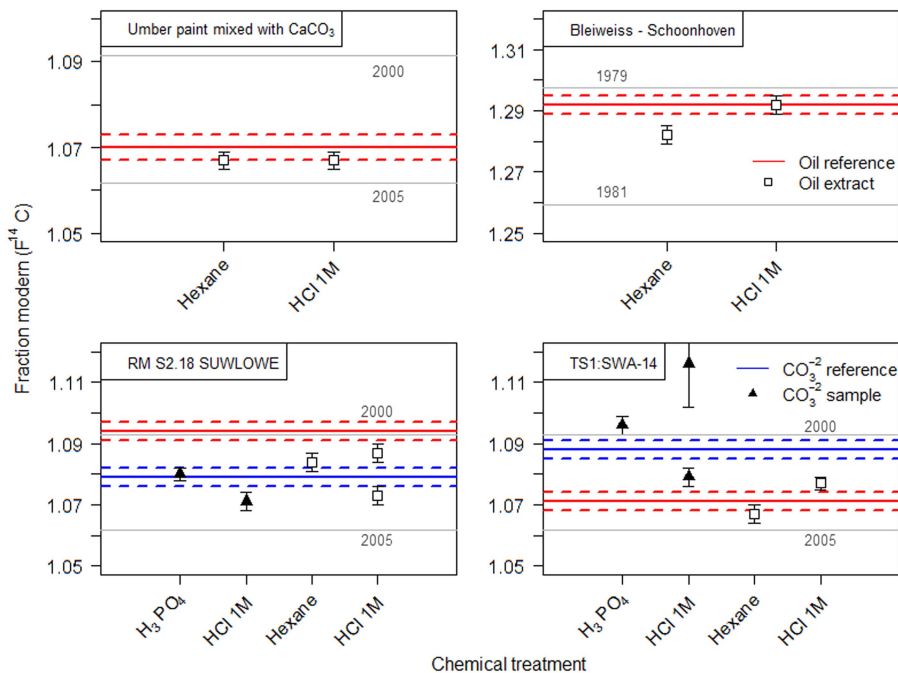 Fraction modern (F¹⁴ C)
Umber paint mixed with CaCO₃
1.09
1.07
1.05
2000
2005
Hexane
HCl 1M
Bleiweiss - Schoonhoven
1.31
1.29
1.27
1.25
1979
1981
Oil reference
Oil extract
Hexane
HCl 1M
RM S2.18 SUWLOWE
1.11
1.09
1.07
1.05
2000
2005
H₃PO₄
HCl 1M
Hexane
HCl 1M
TS1:SWA-14
1.11
1.09
1.07
1.05
CO₃⁻² reference
CO₃⁻² sample
2000
2005
H₃PO₄
HCl 1M
Hexane
HCl 1M
Chemical treatment